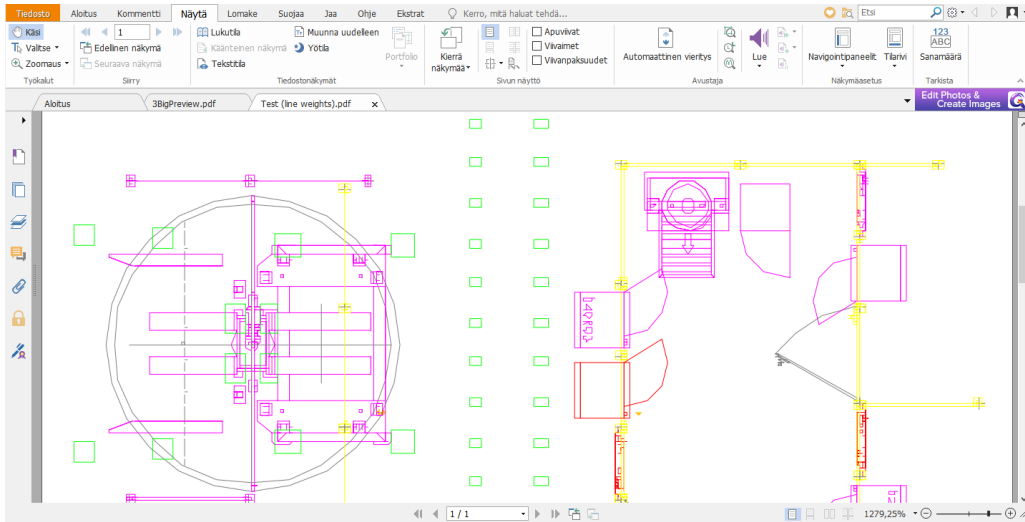 Tiedosto Aloitus Kommentti Näytä Lomake Suojaa Jaa Ohje Ekstrat Kerro, mitä haluat tehdä... Etsi
Käsi 1 Lukutila Muunna uudelleen Apuviivat 123
Valitse Edellinen näkymä Käänteinen näkymä Yötila Portfolio Kierrä näkymää Viivaimet Automaattinen vieritys Lue Navigointipaneelit Tilarivi ABC Sanamäärä
Zoomaus Seuraava näkymä Tekstitila Viivanpaksuudet
Työkalut Siirry Tiedostonäkymät Sivun näyttö Avustaja Näkymäasetus Tarkista
Aloitus 3BigPreview.pdf Test (line weights).pdf x Edit Photos &
Create Images
1 / 1 1279,25%